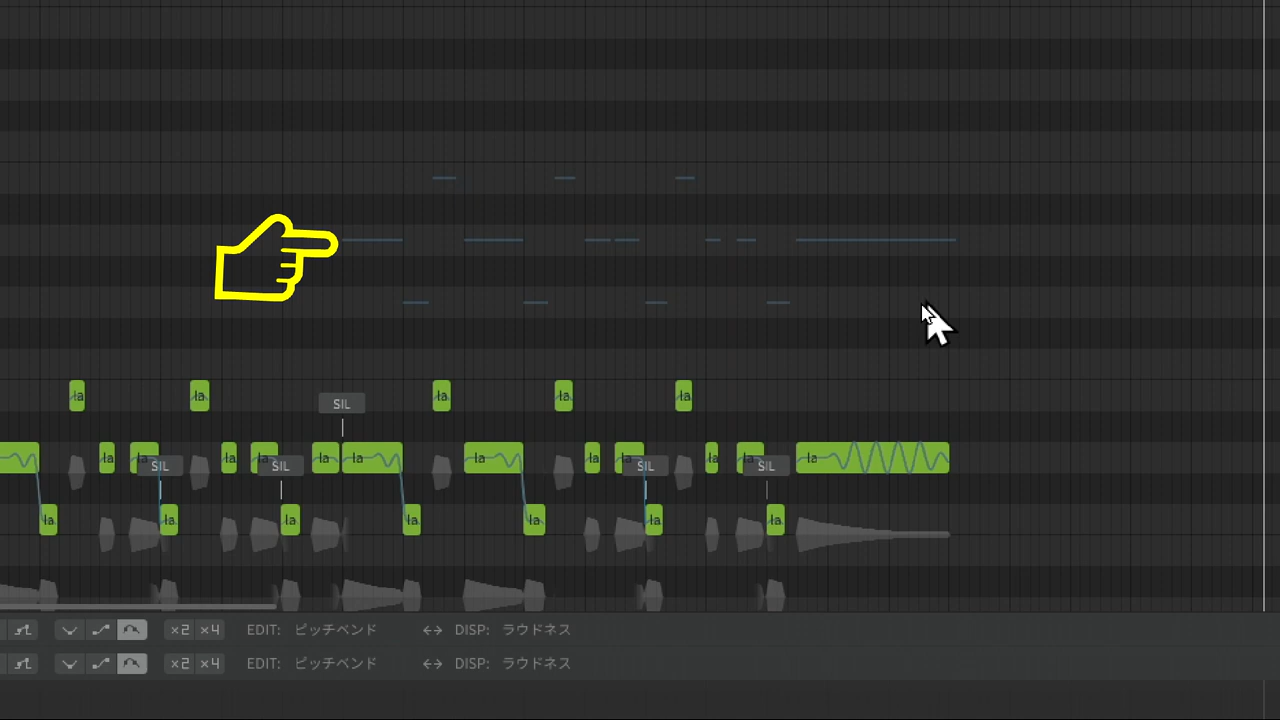 la la la la la
SIL
la la la la la la la la la la la la la
SIL SIL SIL SIL
la la la la la la la
×2 ×4 EDIT: ピッチベンド ↔ DISP: ラウドネス
×2 ×4 EDIT: ピッチベンド ↔ DISP: ラウドネス